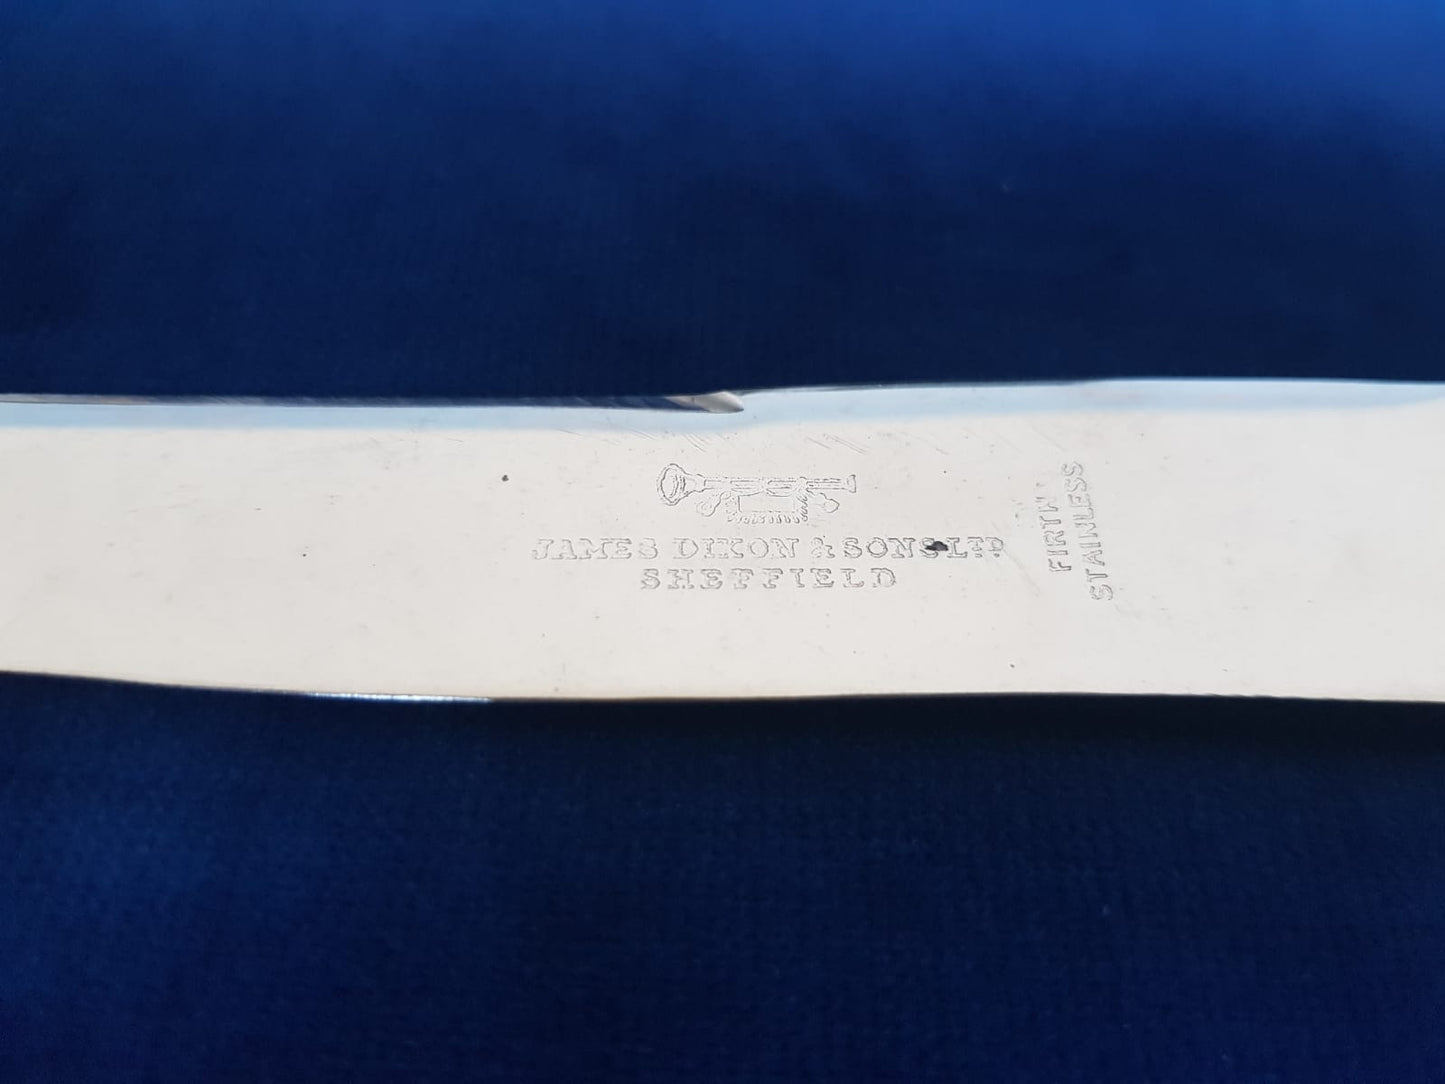 JAMES DIXON & SONS LTD
SHEFFIELD
FIRTH
STAINLESS